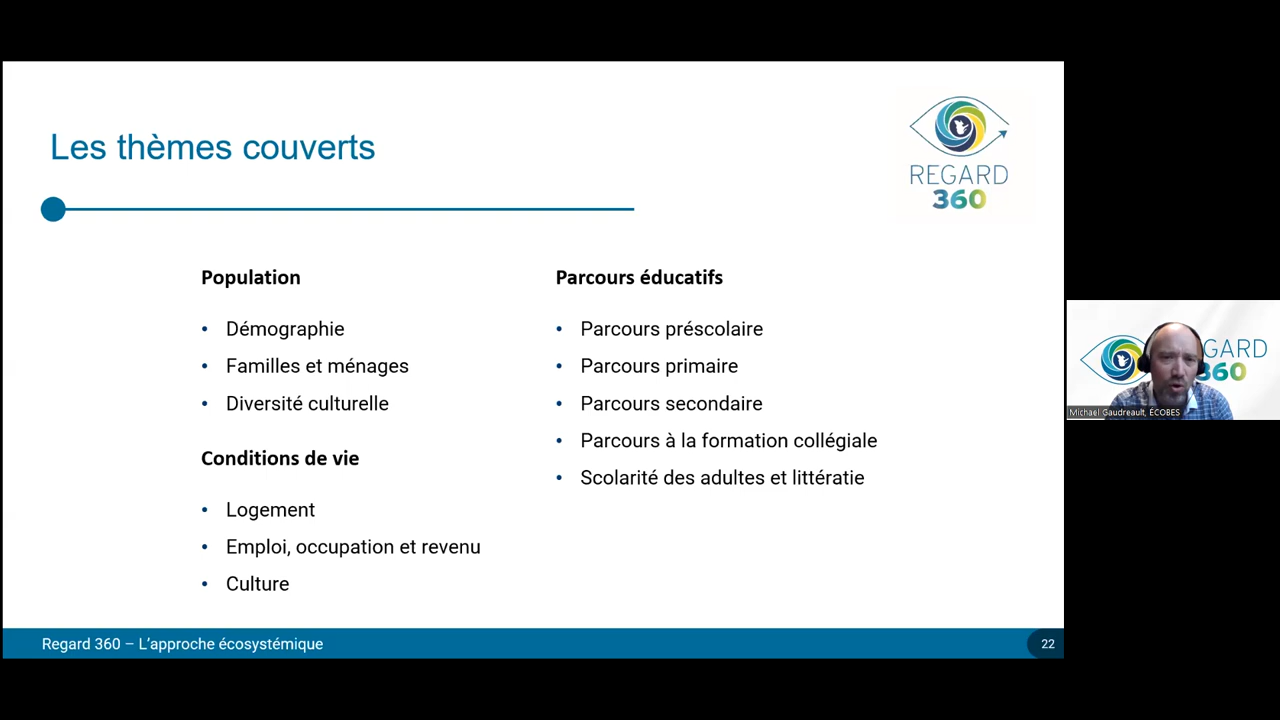 Les thèmes couverts
REGARD
360
Population
• Démographie
• Familles et ménages
• Diversité culturelle
Conditions de vie
• Logement
• Emploi, occupation et revenu
• Culture
Parcours éducatifs
• Parcours préscolaire
• Parcours primaire
• Parcours secondaire
• Parcours à la formation collégiale
• Scolarité des adultes et littératie
Regard 360 – L’approche écosystémique
22
GARD
360
Michael Gaudreault, ÉCOBES